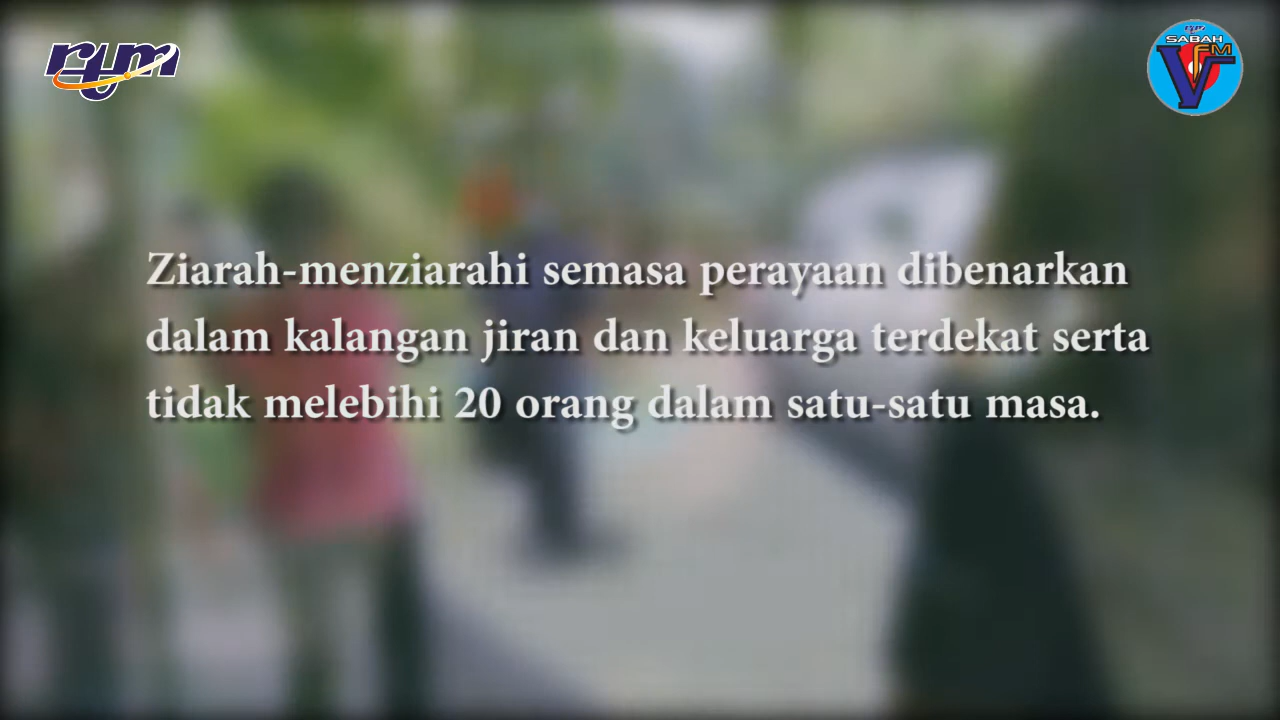 rtm
rtm
SABAH
V FM
Ziarah-menziarahi semasa perayaan dibenarkan
dalam kalangan jiran dan keluarga terdekat serta
tidak melebihi 20 orang dalam satu-satu masa.